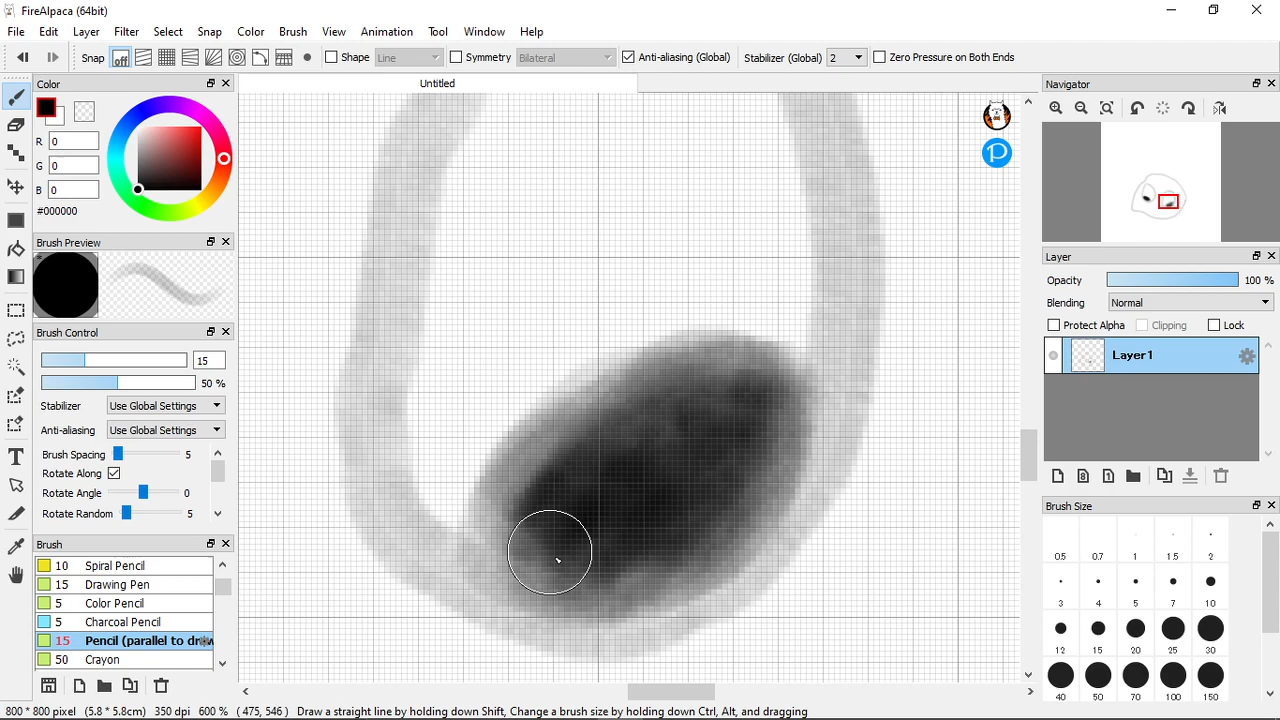 FireAlpaca (64bit)
File Edit Layer Filter Select Snap Color Brush View Animation Tool Window Help
Snap off Shape Line Symmetry Bilateral Anti-aliasing (Global) Stabilizer (Global) 2 Zero Pressure on Both Ends
Color
Untitled
Navigator
R 0
G 0
B 0
#000000
Brush Preview
Layer
Opacity 100 %
Blending Normal
Protect Alpha Clipping Lock
Layer1
Brush Control
15
50 %
Stabilizer Use Global Settings
Anti-aliasing Use Global Settings
Brush Spacing 5
Rotate Along
Rotate Angle 0
Rotate Random 5
8 1
Brush
10 Spiral Pencil
15 Drawing Pen
5 Color Pencil
5 Charcoal Pencil
15 Pencil (parallel to draw
50 Crayon
Brush Size
0.5 0.7 1 1.5 2
3 4 5 7 10
12 15 20 25 30
40 50 70 100 150
800 * 800 pixel (5.8 * 5.8cm) 350 dpi 600 % ( 475, 546 ) Draw a straight line by holding down Shift, Change a brush size by holding down Ctrl, Alt, and dragging